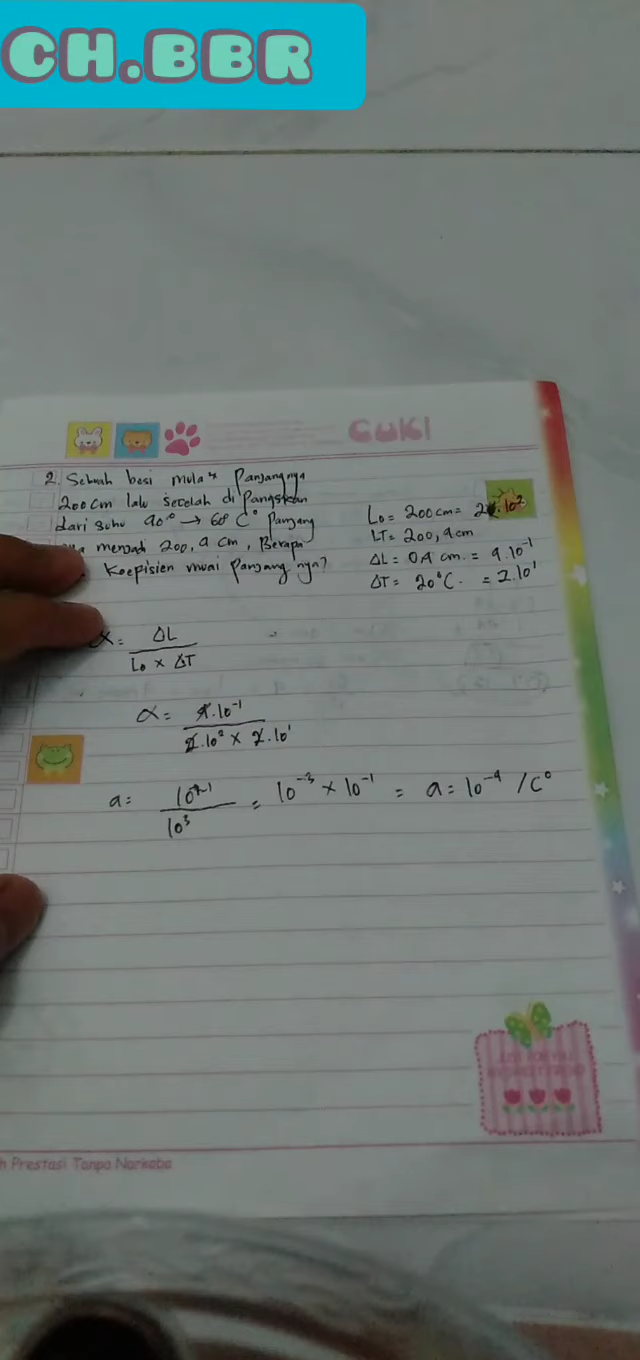 CH.BBR
CUKI
2. Sebuah besi mula² Panjangnya
200 cm lalu setelah di Pangskan
dari suhu 40° → 60° C° Panjang
menjadi 200,4 cm, Berapa
Koepisien muai Panjang nya?
L₀ = 200 cm = 2.10²
LT = 200,4 cm
ΔL = 0,4 cm. = 4.10⁻¹
ΔT = 20°C. = 2.10¹
α = ΔL / L₀ × ΔT
α = 4.10⁻¹ / 2.10² × 2.10¹
a = 10⁻¹ / 10³ = 10⁻³ × 10⁻¹ = a = 10⁻⁴ /C°
h Prestasi Tanpa Narkoba